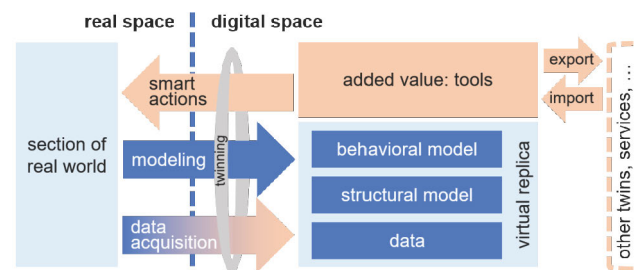 real space
digital space
section of
real world
smart
actions
modeling
data
acquisition
twinning
added value: tools
behavioral model
structural model
data
virtual replica
export
import
other twins, services, ...